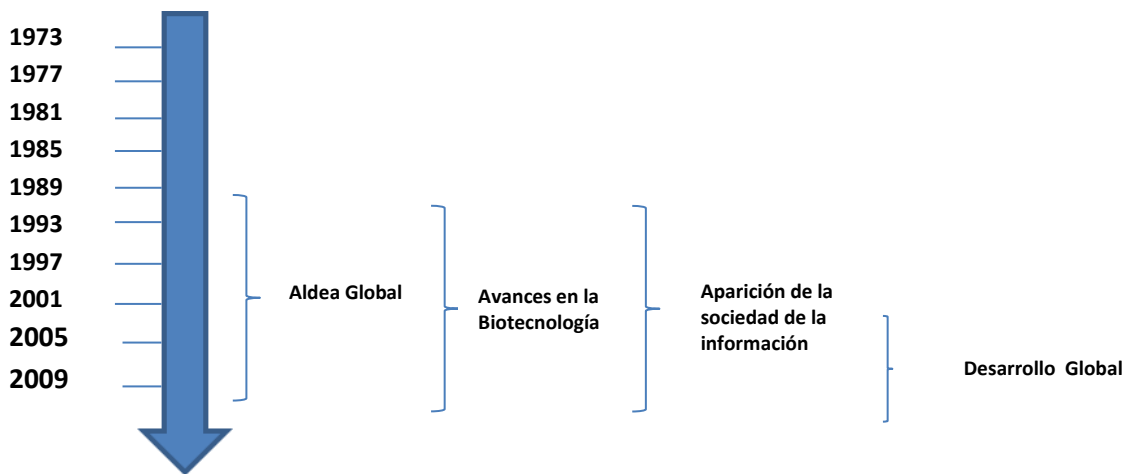 1973
1977
1981
1985
1989
1993
1997
2001
2005
2009
Aldea Global
Avances en la
Biotecnología
Aparición de la
sociedad de la
información
Desarrollo Global